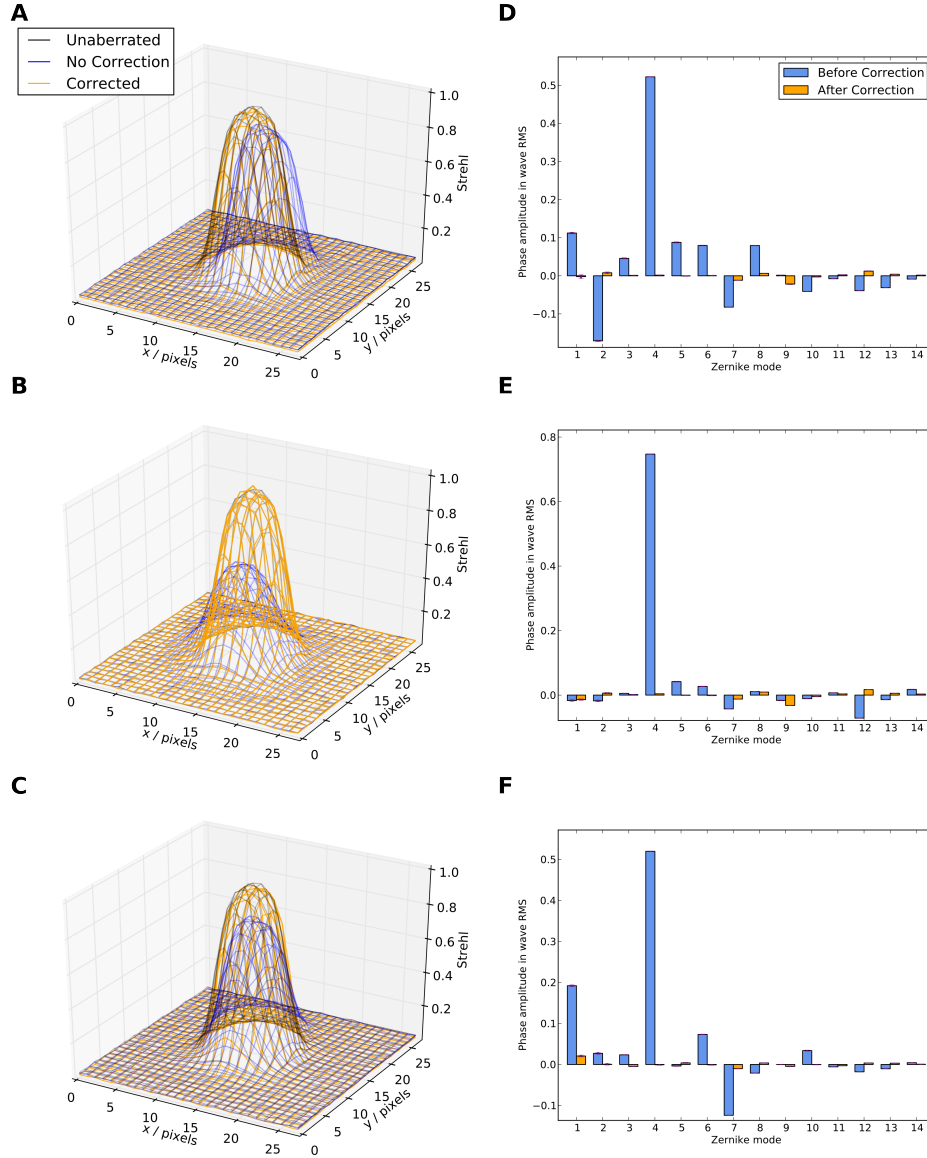 A
Unaberrated
No Correction
Corrected
1.0
0.8
0.6
0.4
0.2
Strehl
0
5
10
15
20
25
x / pixels
0
5
10
15
20
25
y / pixels
D
Before Correction
After Correction
0.5
0.4
0.3
0.2
0.1
0.0
−0.1
Phase amplitude in wave RMS
1 2 3 4 5 6 7 8 9 10 11 12 13 14
Zernike mode
B
1.0
0.8
0.6
0.4
0.2
Strehl
0
5
10
15
20
25
x / pixels
0
5
10
15
20
25
y / pixels
E
0.8
0.6
0.4
0.2
0.0
Phase amplitude in wave RMS
1 2 3 4 5 6 7 8 9 10 11 12 13 14
Zernike mode
C
1.0
0.8
0.6
0.4
0.2
Strehl
0
5
10
15
20
25
x / pixels
0
5
10
15
20
25
y / pixels
F
0.5
0.4
0.3
0.2
0.1
0.0
−0.1
Phase amplitude in wave RMS
1 2 3 4 5 6 7 8 9 10 11 12 13 14
Zernike mode